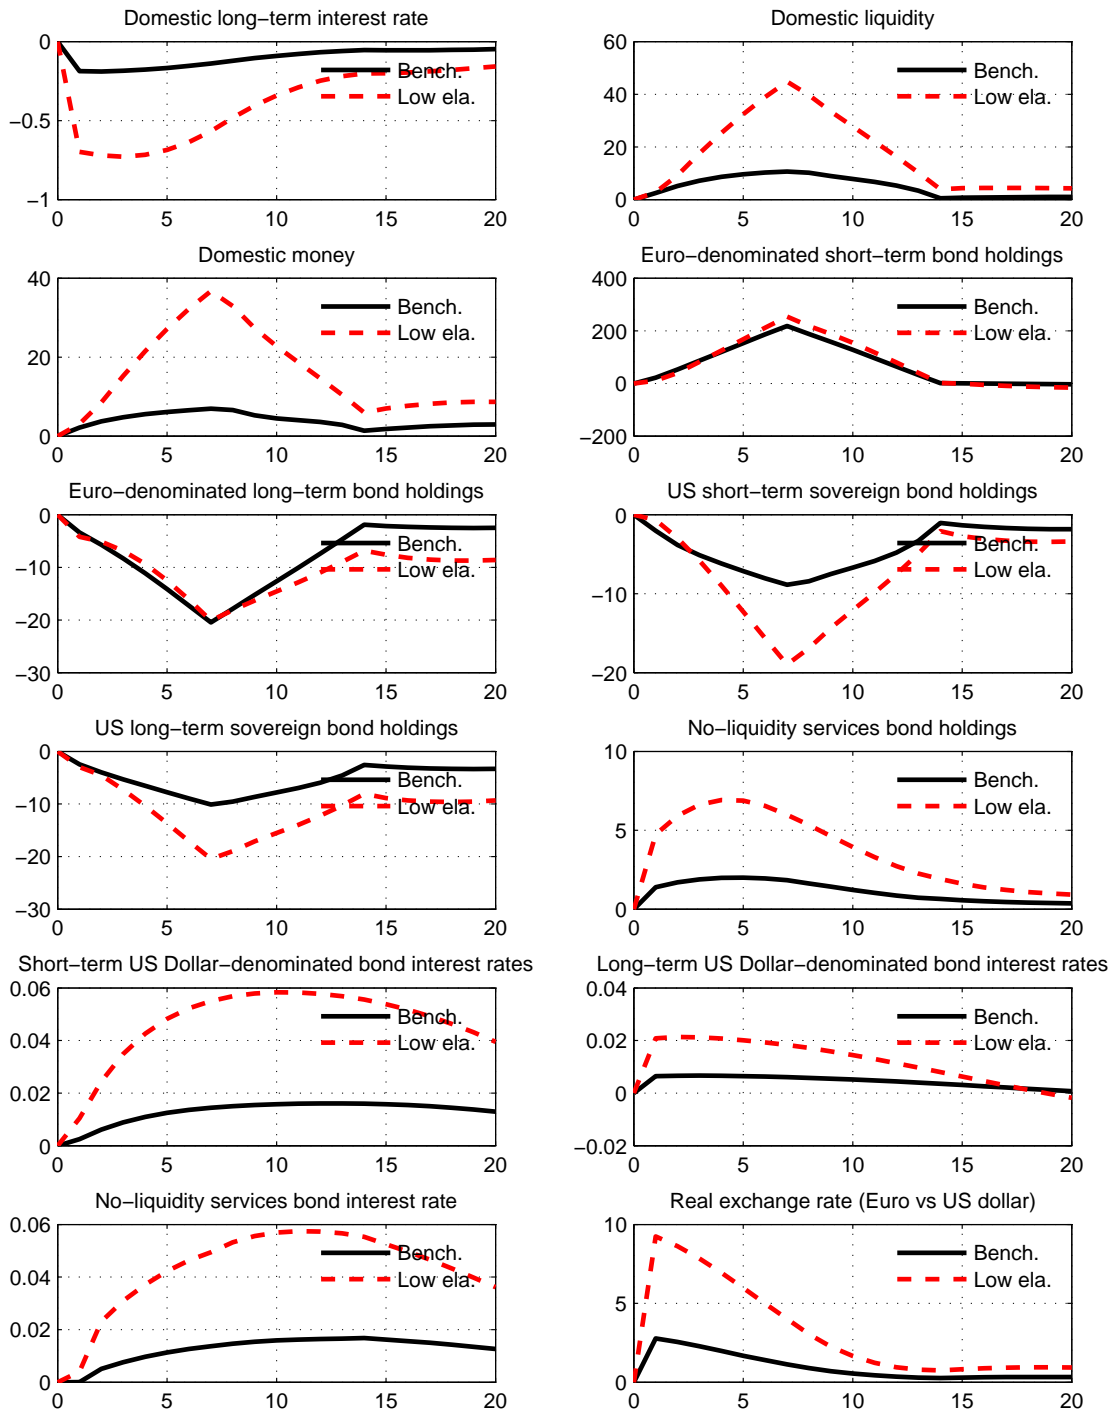 Domestic long−term interest rate
0
−0.5
−1
0 5 10 15 20
Bench.
Low ela.
Domestic liquidity
60
40
20
0
0 5 10 15 20
Bench.
Low ela.
Domestic money
40
20
0
0 5 10 15 20
Bench.
Low ela.
Euro−denominated short−term bond holdings
400
200
0
−200
0 5 10 15 20
Bench.
Low ela.
Euro−denominated long−term bond holdings
0
−10
−20
−30
0 5 10 15 20
Bench.
Low ela.
US short−term sovereign bond holdings
0
−10
−20
0 5 10 15 20
Bench.
Low ela.
US long−term sovereign bond holdings
0
−10
−20
−30
0 5 10 15 20
Bench.
Low ela.
No−liquidity services bond holdings
10
5
0
0 5 10 15 20
Bench.
Low ela.
Short−term US Dollar−denominated bond interest rates
0.06
0.04
0.02
0
0 5 10 15 20
Bench.
Low ela.
Long−term US Dollar−denominated bond interest rates
0.04
0.02
0
−0.02
0 5 10 15 20
Bench.
Low ela.
No−liquidity services bond interest rate
0.06
0.04
0.02
0
0 5 10 15 20
Bench.
Low ela.
Real exchange rate (Euro vs US dollar)
10
5
0
0 5 10 15 20
Bench.
Low ela.